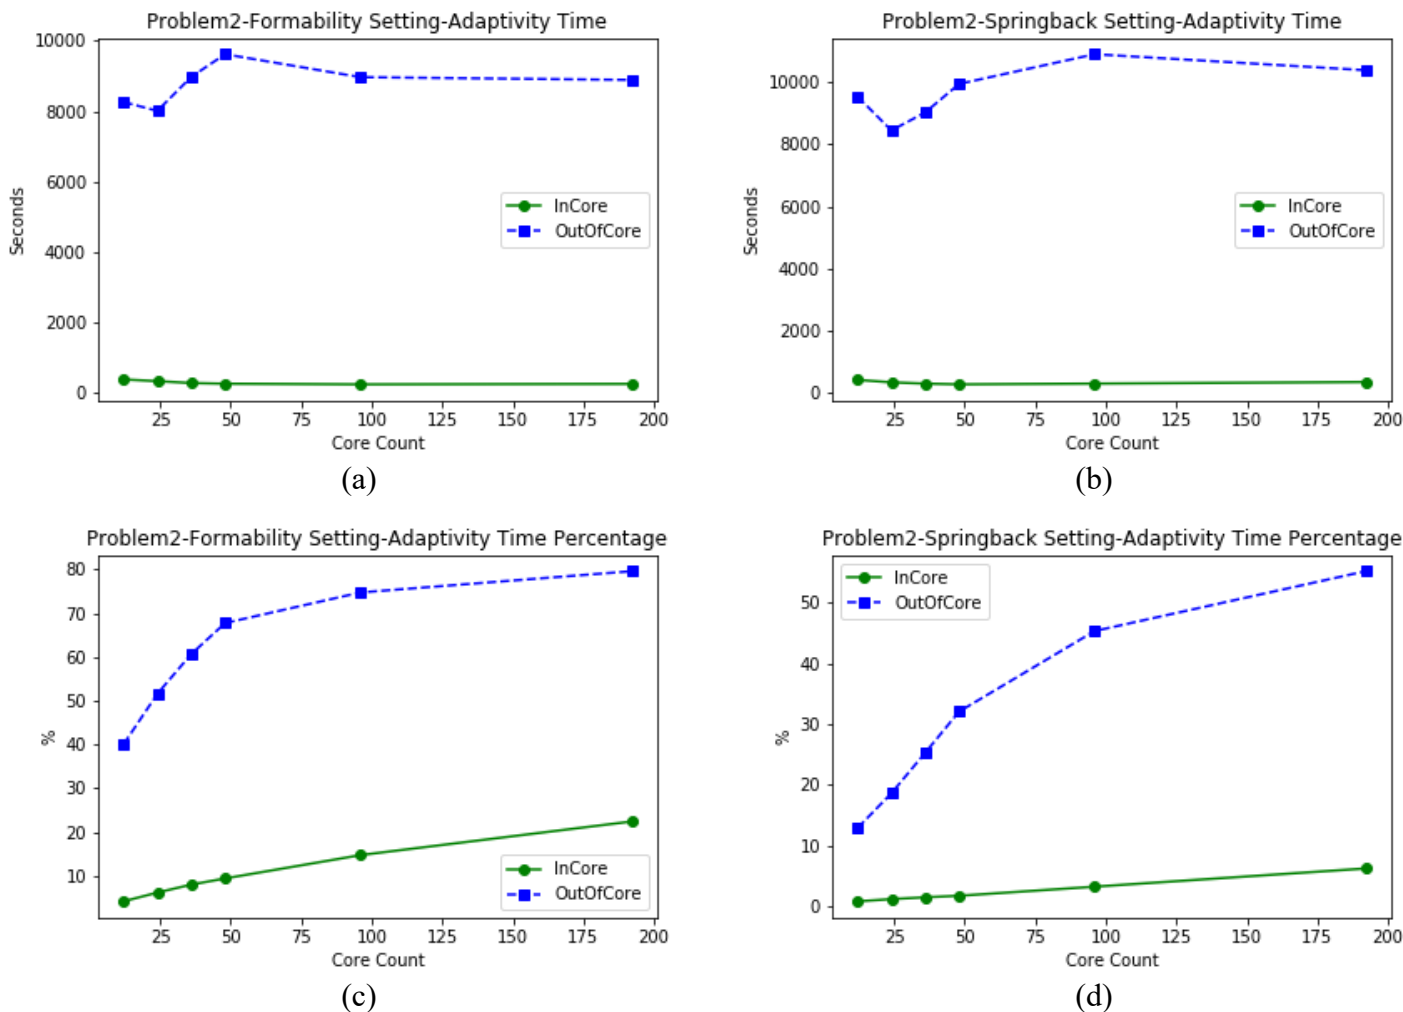 Problem2-Formability Setting-Adaptivity Time
10000
8000
6000
4000
2000
0
Seconds
InCore
OutOfCore
25 50 75 100 125 150 175 200
Core Count
(a)
Problem2-Springback Setting-Adaptivity Time
10000
8000
6000
4000
2000
0
Seconds
InCore
OutOfCore
25 50 75 100 125 150 175 200
Core Count
(b)
Problem2-Formability Setting-Adaptivity Time Percentage
80
70
60
50
40
30
20
10
%
InCore
OutOfCore
25 50 75 100 125 150 175 200
Core Count
(c)
Problem2-Springback Setting-Adaptivity Time Percentage
InCore
OutOfCore
50
40
30
20
10
0
%
25 50 75 100 125 150 175 200
Core Count
(d)